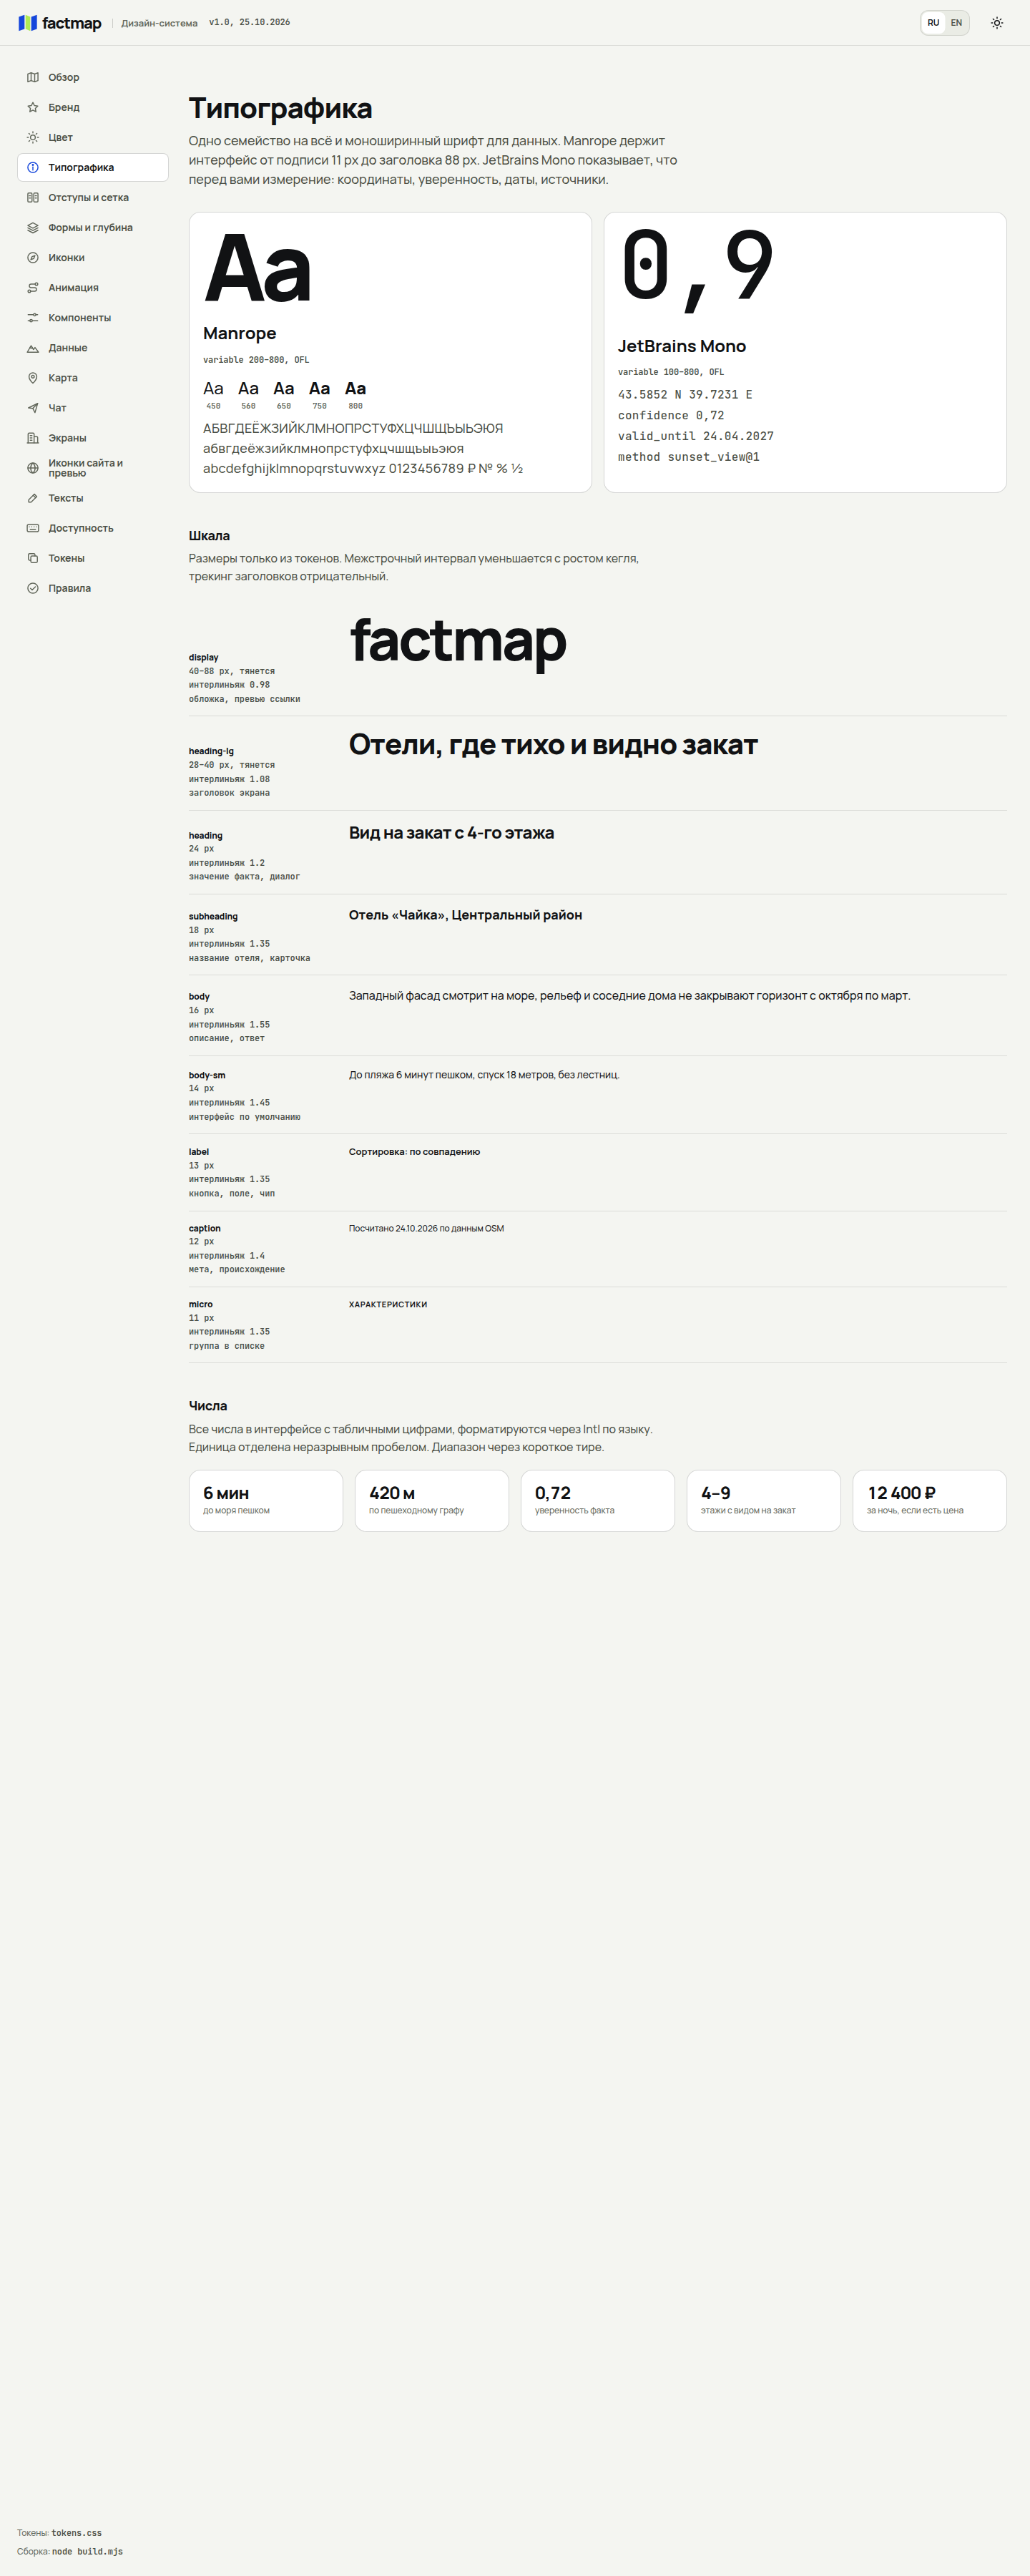 factmap
Дизайн-система
v1.0, 25.10.2026
RU
EN
Обзор
Бренд
Цвет
Типографика
Отступы и сетка
Формы и глубина
Иконки
Анимация
Компоненты
Данные
Карта
Чат
Экраны
Иконки сайта и
превью
Тексты
Доступность
Токены
Правила
Типографика
Одно семейство на всё и моноширинный шрифт для данных. Manrope держит
интерфейс от подписи 11 px до заголовка 88 px. JetBrains Mono показывает, что
перед вами измерение: координаты, уверенность, даты, источники.
Aa
Manrope
variable 200–800, OFL
Aa Aa Aa Aa Aa
450 560 650 750 800
АБВГДЕЁЖЗИЙКЛМНОПРСТУФХЦЧШЩЪЫЬЭЮЯ
абвгдеёжзийклмнопрстуфхцчшщъыьэюя
abcdefghijklmnopqrstuvwxyz 0123456789 ₽ № % ½
0,9
JetBrains Mono
variable 100–800, OFL
43.5852 N 39.7231 E
confidence 0,72
valid_until 24.04.2027
method sunset_view@1
Шкала
Размеры только из токенов. Межстрочный интервал уменьшается с ростом кегля,
трекинг заголовков отрицательный.
display
40–88 px, тянется
интерлиньяж 0.98
обложка, превью ссылки
factmap
heading-lg
28–40 px, тянется
интерлиньяж 1.08
заголовок экрана
Отели, где тихо и видно закат
heading
24 px
интерлиньяж 1.2
значение факта, диалог
Вид на закат с 4-го этажа
subheading
18 px
интерлиньяж 1.35
название отеля, карточка
Отель «Чайка», Центральный район
body
16 px
интерлиньяж 1.55
описание, ответ
Западный фасад смотрит на море, рельеф и соседние дома не закрывают горизонт с октября по март.
body-sm
14 px
интерлиньяж 1.45
интерфейс по умолчанию
До пляжа 6 минут пешком, спуск 18 метров, без лестниц.
label
13 px
интерлиньяж 1.35
кнопка, поле, чип
Сортировка: по совпадению
caption
12 px
интерлиньяж 1.4
мета, происхождение
Посчитано 24.10.2026 по данным OSM
micro
11 px
интерлиньяж 1.35
группа в списке
ХАРАКТЕРИСТИКИ
Числа
Все числа в интерфейсе с табличными цифрами, форматируются через Intl по языку.
Единица отделена неразрывным пробелом. Диапазон через короткое тире.
6 мин
до моря пешком
420 м
по пешеходному графу
0,72
уверенность факта
4–9
этажи с видом на закат
12 400 ₽
за ночь, если есть цена
Токены: tokens.css
Сборка: node build.mjs